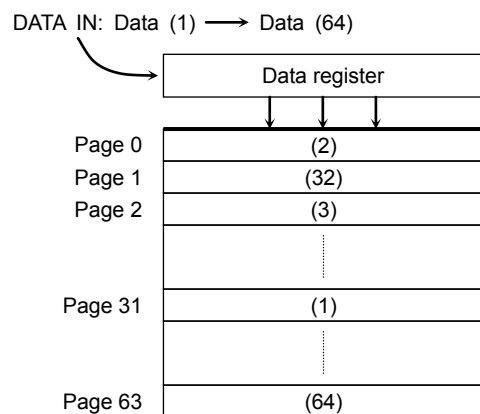 DATA IN: Data (1) → Data (64)
Data register
Page 0 (2)
Page 1 (32)
Page 2 (3)
Page 31 (1)
Page 63 (64)